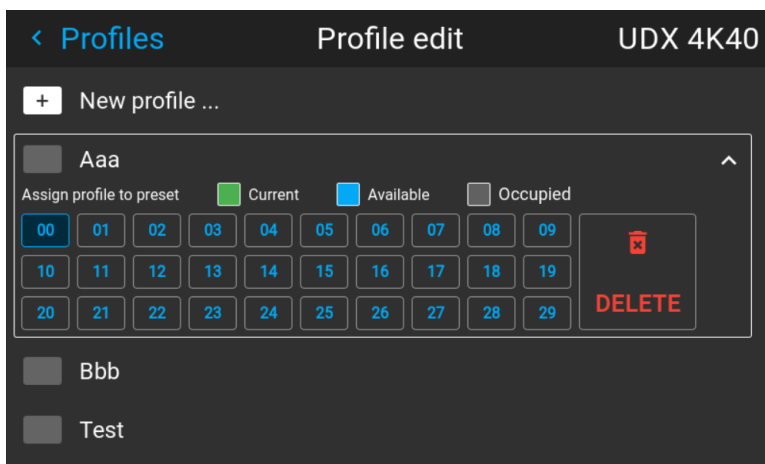 Profiles Profile edit UDX 4K40
+ New profile ...
Aaa
Assign profile to preset Current Available Occupied
00 01 02 03 04 05 06 07 08 09
10 11 12 13 14 15 16 17 18 19
20 21 22 23 24 25 26 27 28 29
DELETE
Bbb
Test